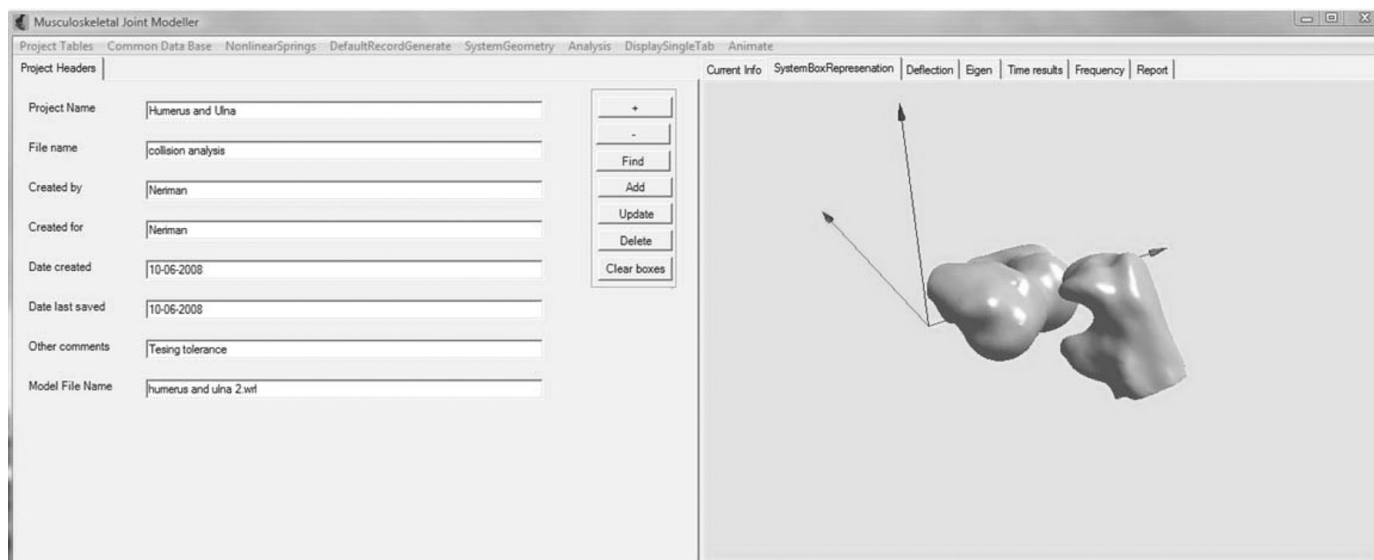 Musculoskeletal Joint Modeller
Project Tables Common Data Base NonlinearSprings DefaultRecordGenerate SystemGeometry Analysis DisplaySingleTab Animate
Project Headers
Current Info SystemBoxRepresenation Deflection Eigen Time results Frequency Report
Project Name Humerus and Ulna
File name collision analysis
Created by Neriman
Created for Neriman
Date created 10-06-2008
Date last saved 10-06-2008
Other comments Tesing tolerance
Model File Name humerus and ulna 2.wrl
+
-
Find
Add
Update
Delete
Clear boxes